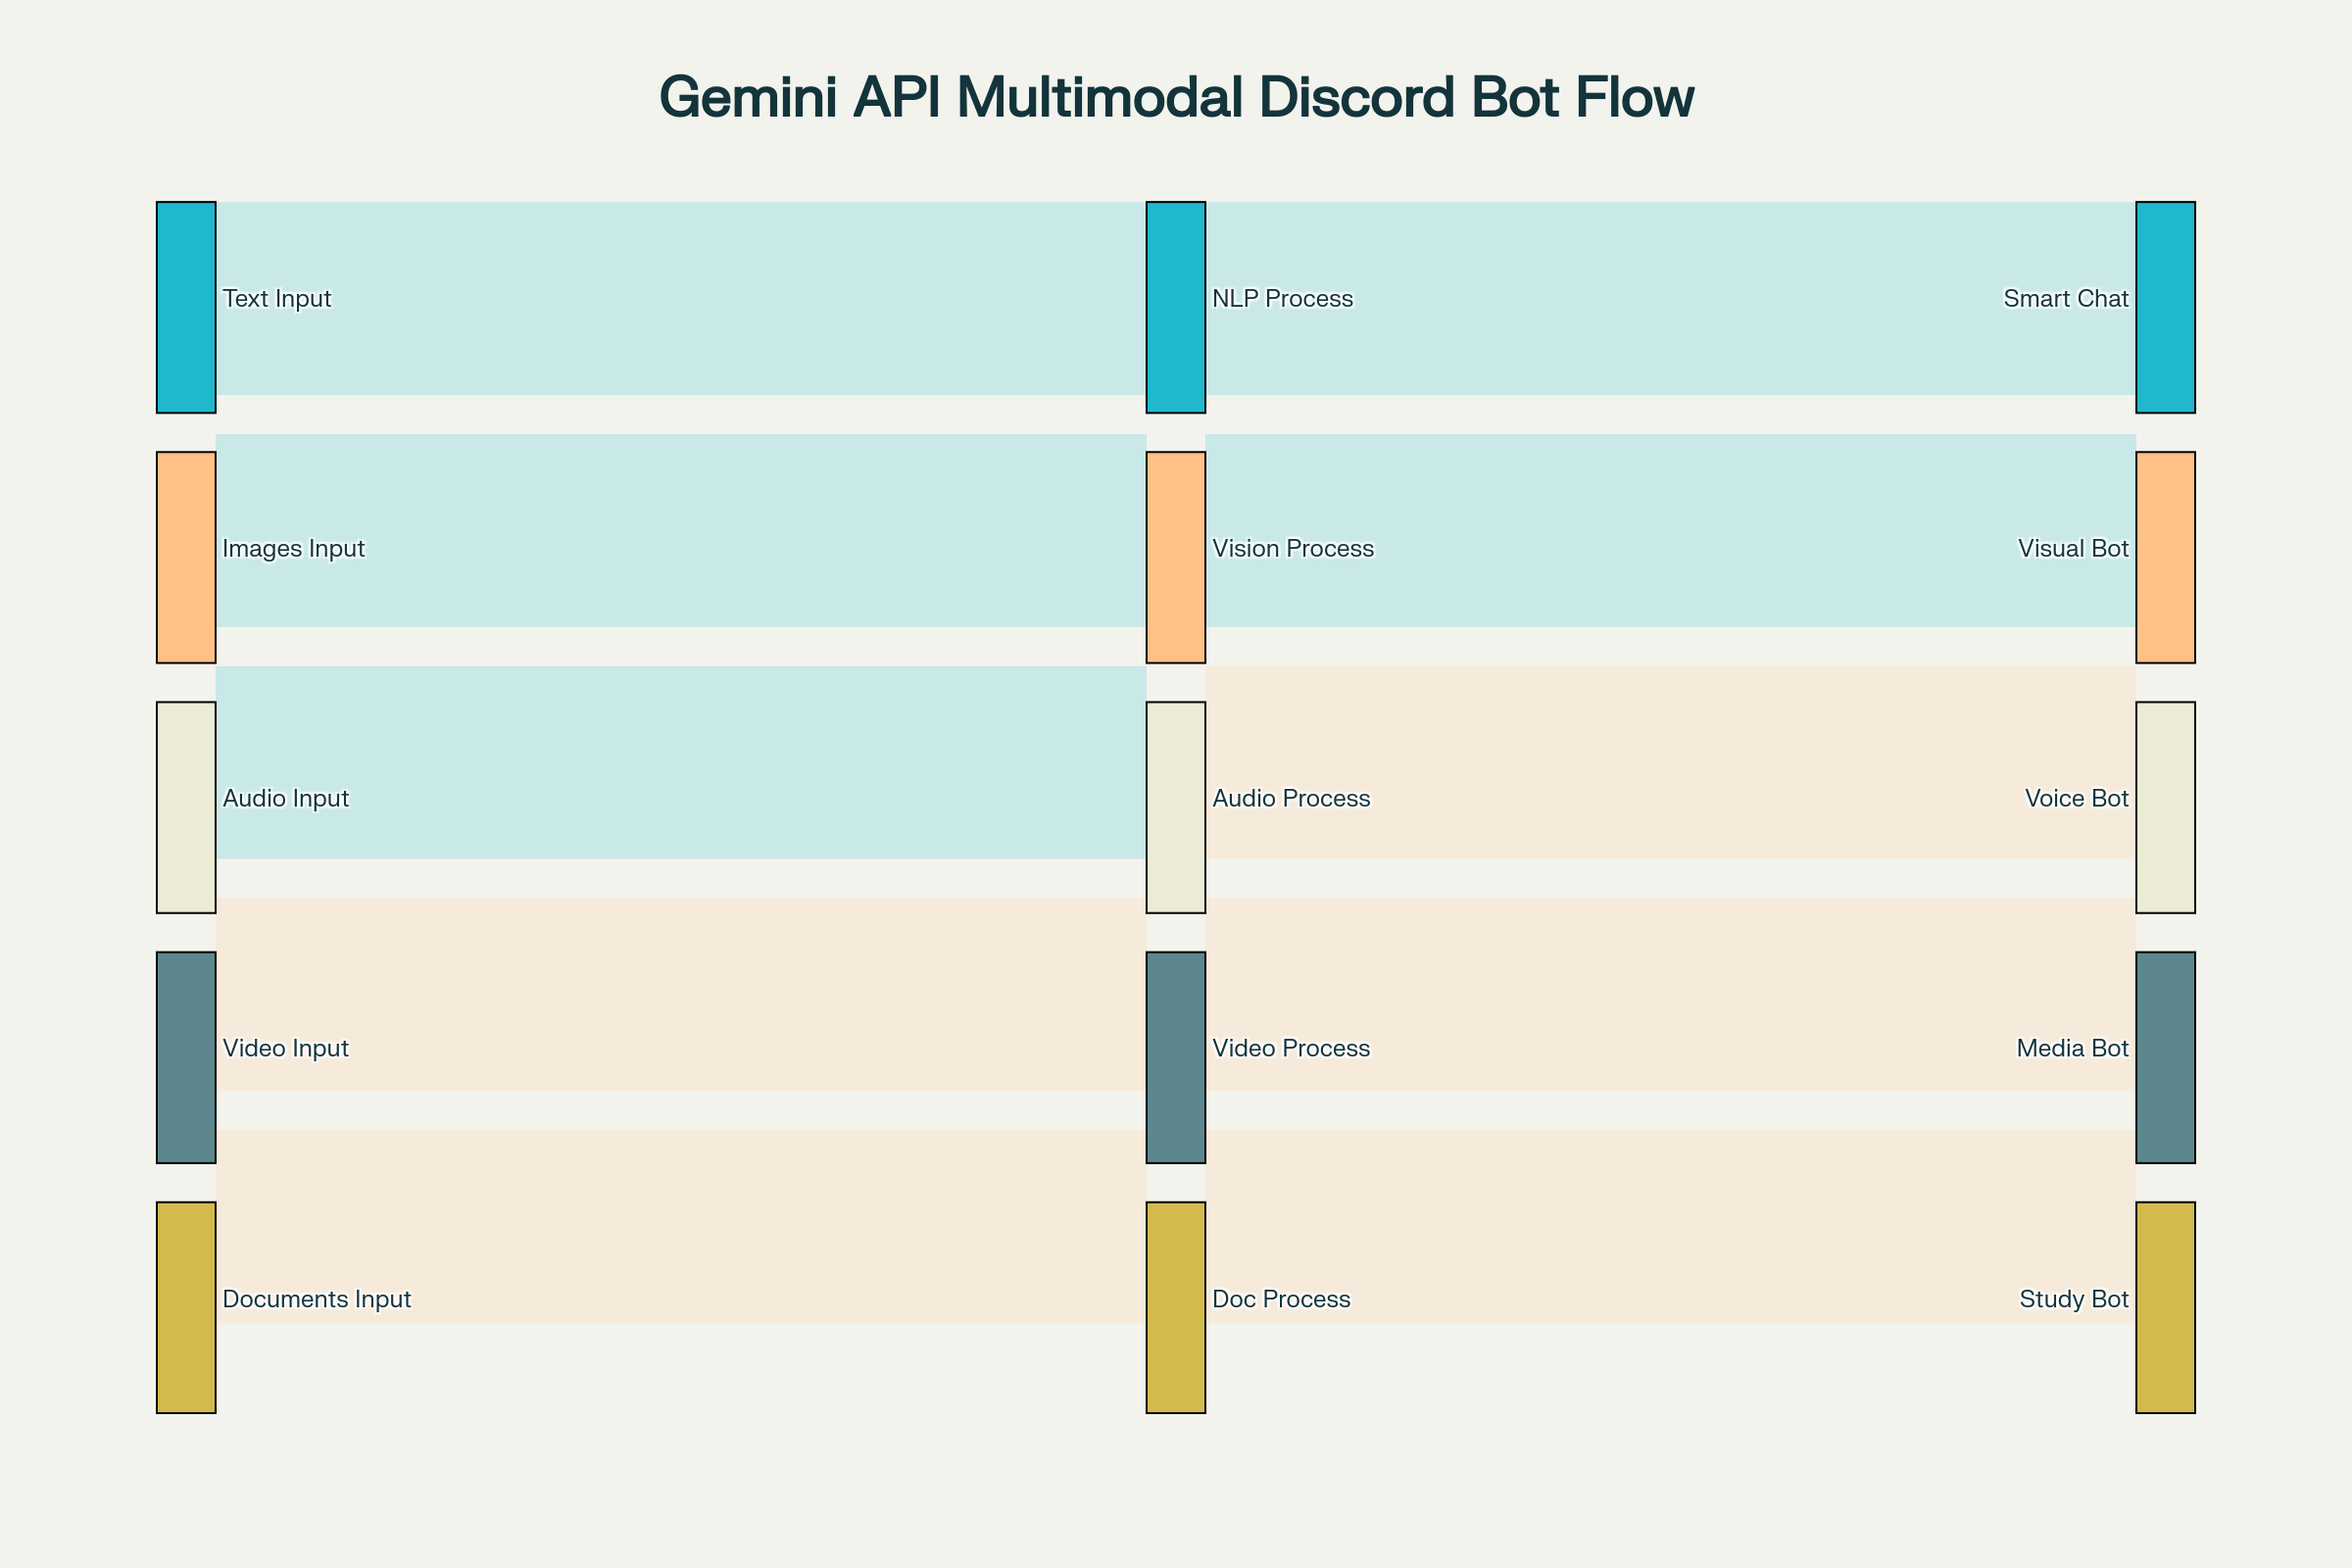 Gemini API Multimodal Discord Bot Flow
Text Input
NLP Process
Smart Chat
Images Input
Vision Process
Visual Bot
Audio Input
Audio Process
Voice Bot
Video Input
Video Process
Media Bot
Documents Input
Doc Process
Study Bot